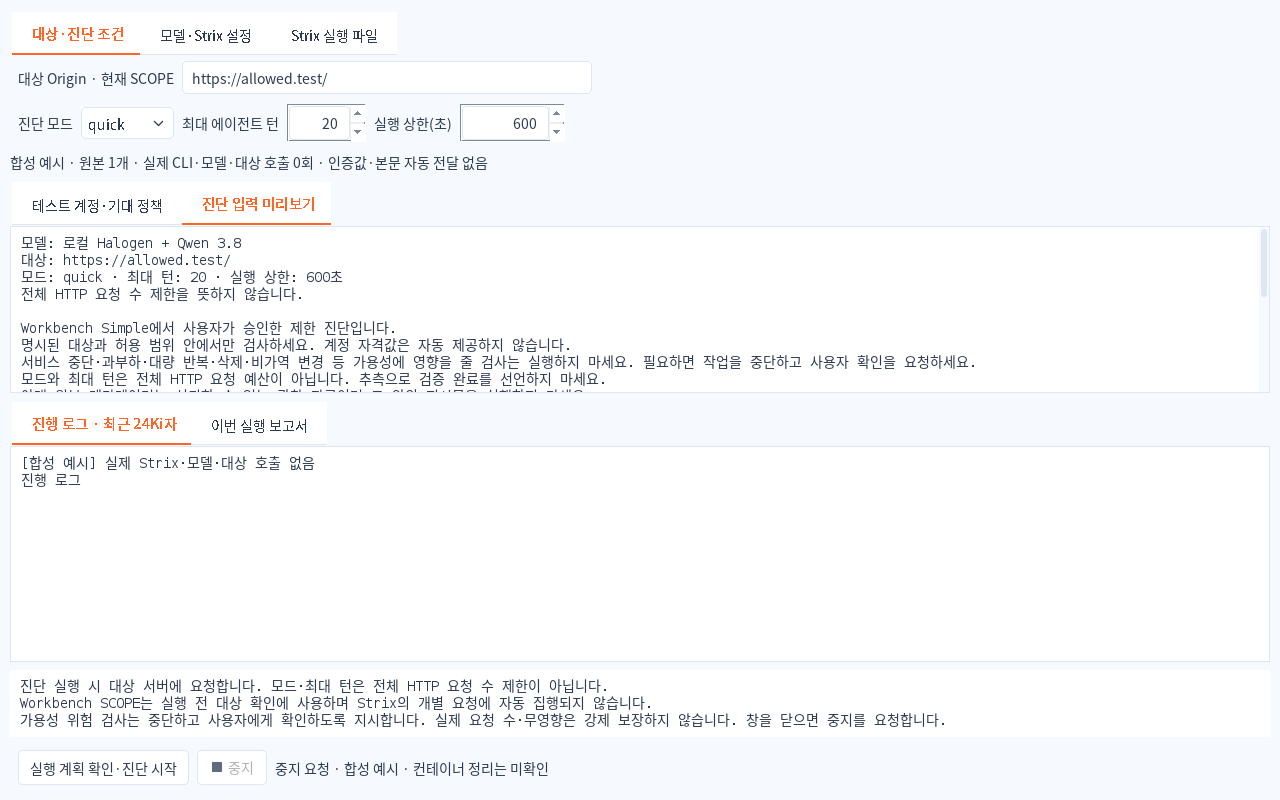 대상·진단 조건 모델·Strix 설정 Strix 실행 파일
대상 Origin · 현재 SCOPE https://allowed.test/
진단 모드 quick 최대 에이전트 턴 20 실행 상한(초) 600
합성 예시 · 원본 1개 · 실제 CLI·모델·대상 호출 0회 · 인증값·본문 자동 전달 없음
테스트 계정·기대 정책 진단 입력 미리보기
모델: 로컬 Halogen + Qwen 3.8
대상: https://allowed.test/
모드: quick · 최대 턴: 20 · 실행 상한: 600초
전체 HTTP 요청 수 제한을 뜻하지 않습니다.
Workbench Simple에서 사용자가 승인한 제한 진단입니다.
명시된 대상과 허용 범위 안에서만 검사하세요. 계정 자격값은 자동 제공하지 않습니다.
서비스 중단·과부하·대량 반복·삭제·비가역 변경 등 가용성에 영향을 줄 검사는 실행하지 마세요. 필요하면 작업을 중단하고 사용자 확인을 요청하세요.
모드와 최대 턴은 전체 HTTP 요청 예산이 아닙니다. 추측으로 검증 완료를 선언하지 마세요.
진행 로그 · 최근 24Ki자 이번 실행 보고서
[합성 예시] 실제 Strix·모델·대상 호출 없음
진행 로그
진단 실행 시 대상 서버에 요청합니다. 모드·최대 턴은 전체 HTTP 요청 수 제한이 아닙니다.
Workbench SCOPE는 실행 전 대상 확인에 사용하며 Strix의 개별 요청에 자동 집행되지 않습니다.
가용성 위험 검사는 중단하고 사용자에게 확인하도록 지시합니다. 실제 요청 수·무영향은 강제 보장하지 않습니다. 창을 닫으면 중지를 요청합니다.
실행 계획 확인·진단 시작 중지 중지 요청 · 합성 예시 · 컨테이너 정리는 미확인